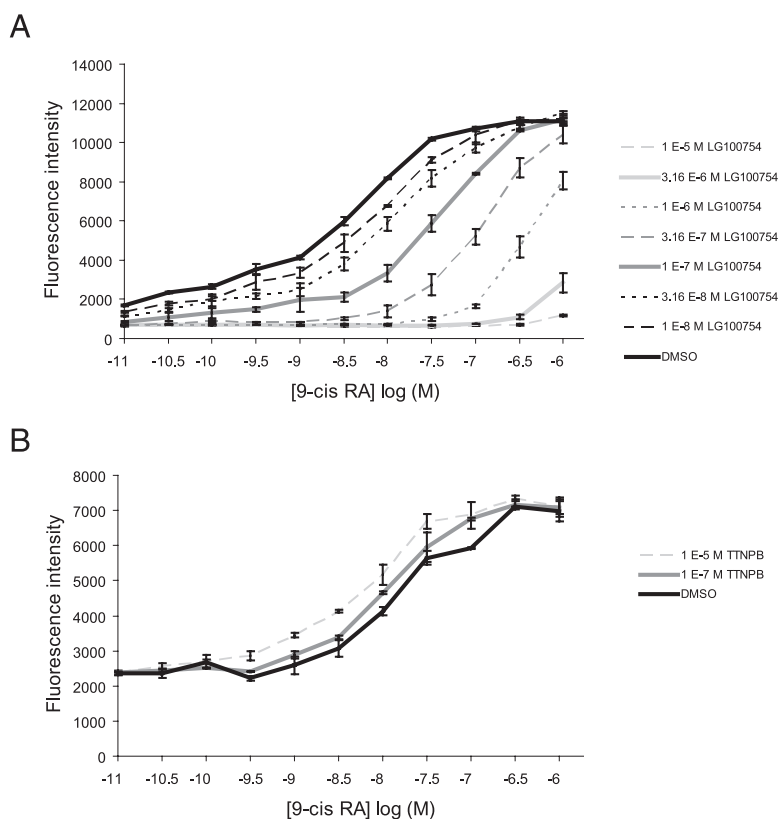 A
Fluorescence intensity
14000
12000
10000
8000
6000
4000
2000
0
-11 -10.5 -10 -9.5 -9 -8.5 -8 -7.5 -7 -6.5 -6
[9-cis RA] log (M)
1 E-5 M LG100754
3.16 E-6 M LG100754
1 E-6 M LG100754
3.16 E-7 M LG100754
1 E-7 M LG100754
3.16 E-8 M LG100754
1 E-8 M LG100754
DMSO
B
Fluorescence intensity
8000
7000
6000
5000
4000
3000
2000
1000
0
-11 -10.5 -10 -9.5 -9 -8.5 -8 -7.5 -7 -6.5 -6
[9-cis RA] log (M)
1 E-5 M TTNPB
1 E-7 M TTNPB
DMSO